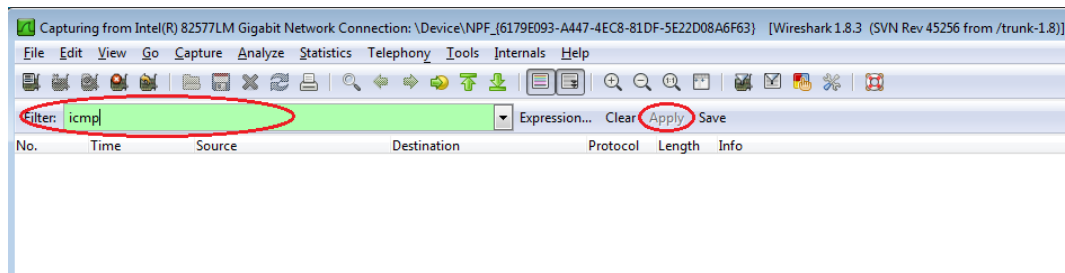 Capturing from Intel(R) 82577LM Gigabit Network Connection: \Device\NPF_{6179E093-A447-4EC8-81DF-5E22D08A6F63} [Wireshark 1.8.3 (SVN Rev 45256 from /trunk-1.8)]
File Edit View Go Capture Analyze Statistics Telephony Tools Internals Help
Filter: icmp Expression... Clear Apply Save
No. Time Source Destination Protocol Length Info